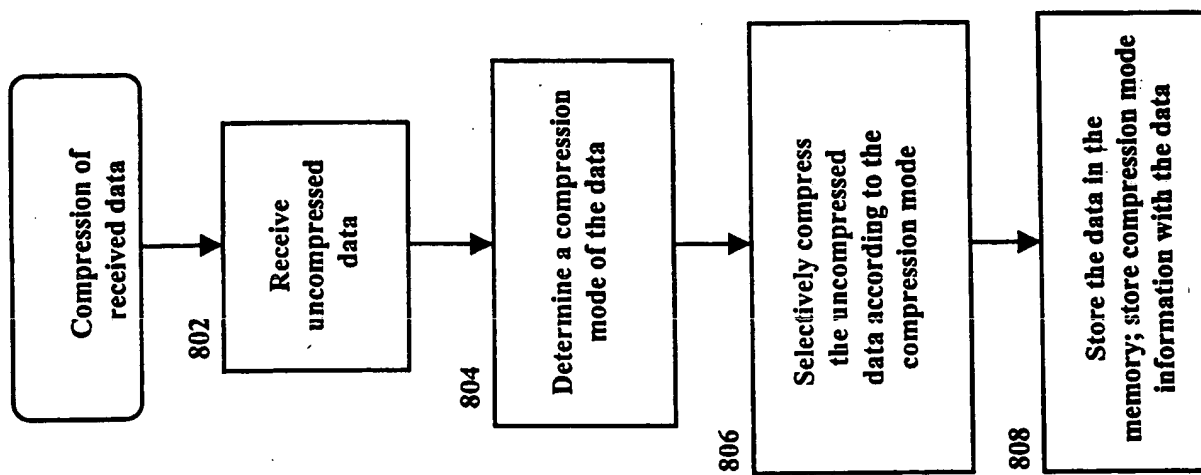 Compression of
received data
802
Receive
uncompressed
data
804
Determine a compression
mode of the data
806
Selectively compress
the uncompressed
data according to the
compression mode
808
Store the data in the
memory; store compression mode
information with the data